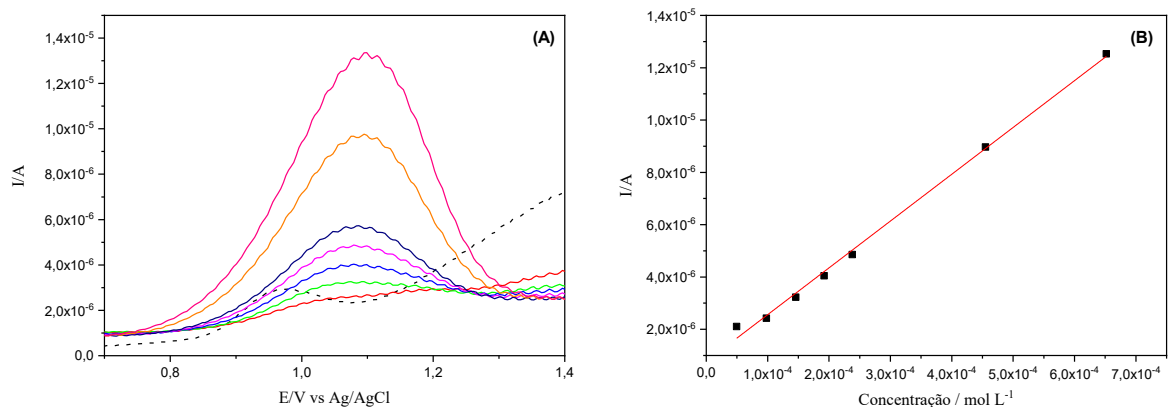 (A)
1,4x10⁻⁵
1,2x10⁻⁵
1,0x10⁻⁵
8,0x10⁻⁶
6,0x10⁻⁶
4,0x10⁻⁶
2,0x10⁻⁶
0,0
I/A
0,8 1,0 1,2 1,4
E/V vs Ag/AgCl
(B)
1,4x10⁻⁵
1,2x10⁻⁵
1,0x10⁻⁵
8,0x10⁻⁶
6,0x10⁻⁶
4,0x10⁻⁶
2,0x10⁻⁶
I/A
0,0 1,0x10⁻⁴ 2,0x10⁻⁴ 3,0x10⁻⁴ 4,0x10⁻⁴ 5,0x10⁻⁴ 6,0x10⁻⁴ 7,0x10⁻⁴
Concentração / mol L⁻¹